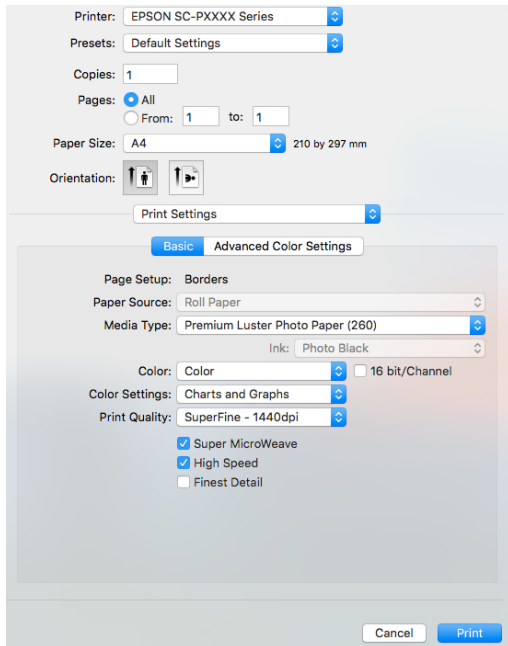 Printer: EPSON SC-PXXXX Series
Presets: Default Settings
Copies: 1
Pages: All
From: 1 to: 1
Paper Size: A4 210 by 297 mm
Orientation:
Print Settings
Basic Advanced Color Settings
Page Setup: Borders
Paper Source: Roll Paper
Media Type: Premium Luster Photo Paper (260)
Ink: Photo Black
Color: Color 16 bit/Channel
Color Settings: Charts and Graphs
Print Quality: SuperFine - 1440dpi
Super MicroWeave
High Speed
Finest Detail
Cancel Print